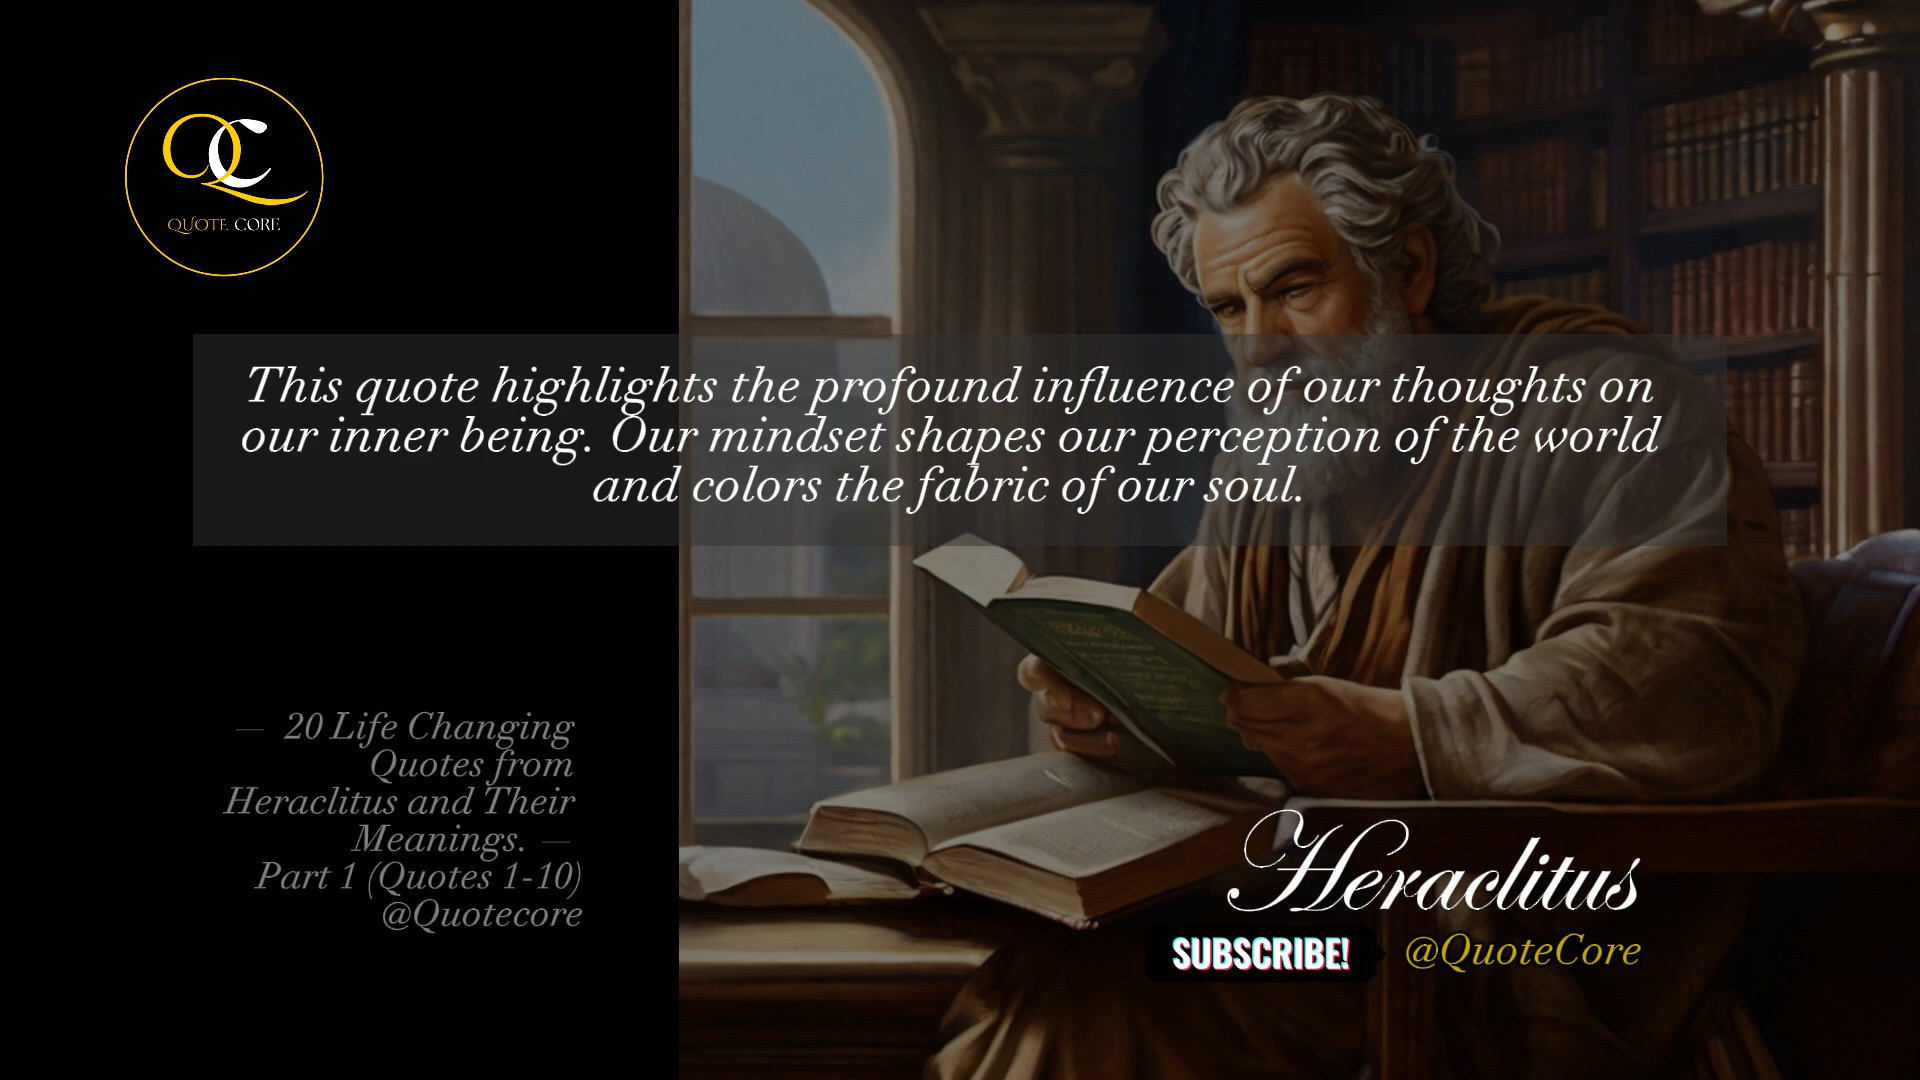 QC
QUOTE CORE
This quote highlights the profound influence of our thoughts on
our inner being. Our mindset shapes our perception of the world
and colors the fabric of our soul.
— 20 Life Changing
Quotes from
Heraclitus and Their
Meanings. —
Part 1 (Quotes 1-10)
@Quotecore
Heraclitus
SUBSCRIBE!
@QuoteCore